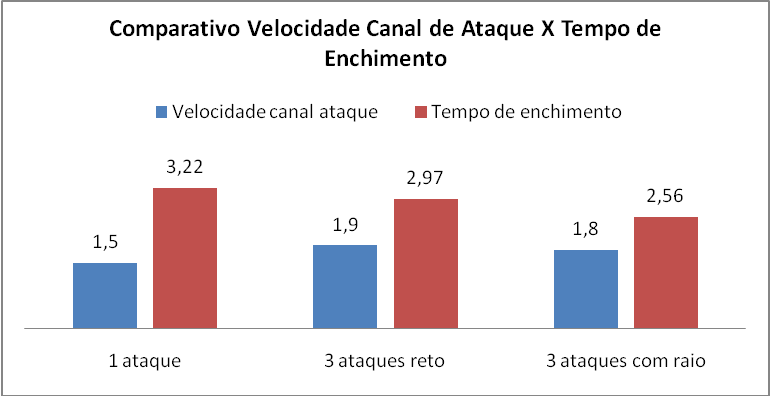 Comparativo Velocidade Canal de Ataque X Tempo de
Enchimento
Velocidade canal ataque Tempo de enchimento
3,22
2,97
2,56
1,5
1,9
1,8
1 ataque 3 ataques reto 3 ataques com raio